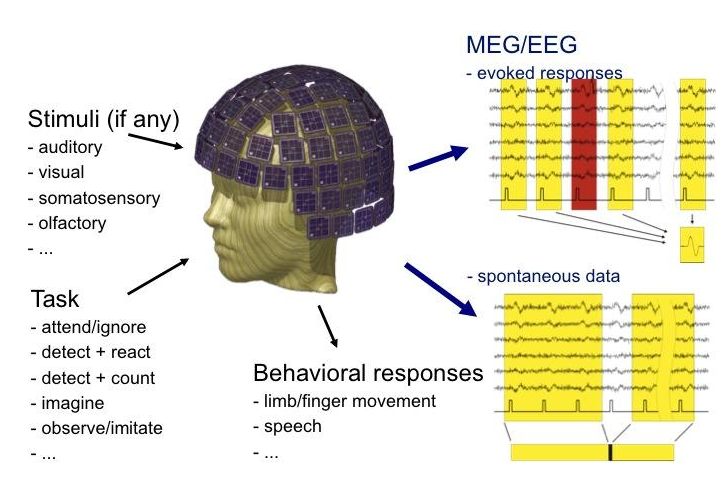 MEG/EEG
- evoked responses
Stimuli (if any)
- auditory
- visual
- somatosensory
- olfactory
- ...
- spontaneous data
Task
- attend/ignore
- detect + react
- detect + count
- imagine
- observe/imitate
- ...
Behavioral responses
- limb/finger movement
- speech
- ...